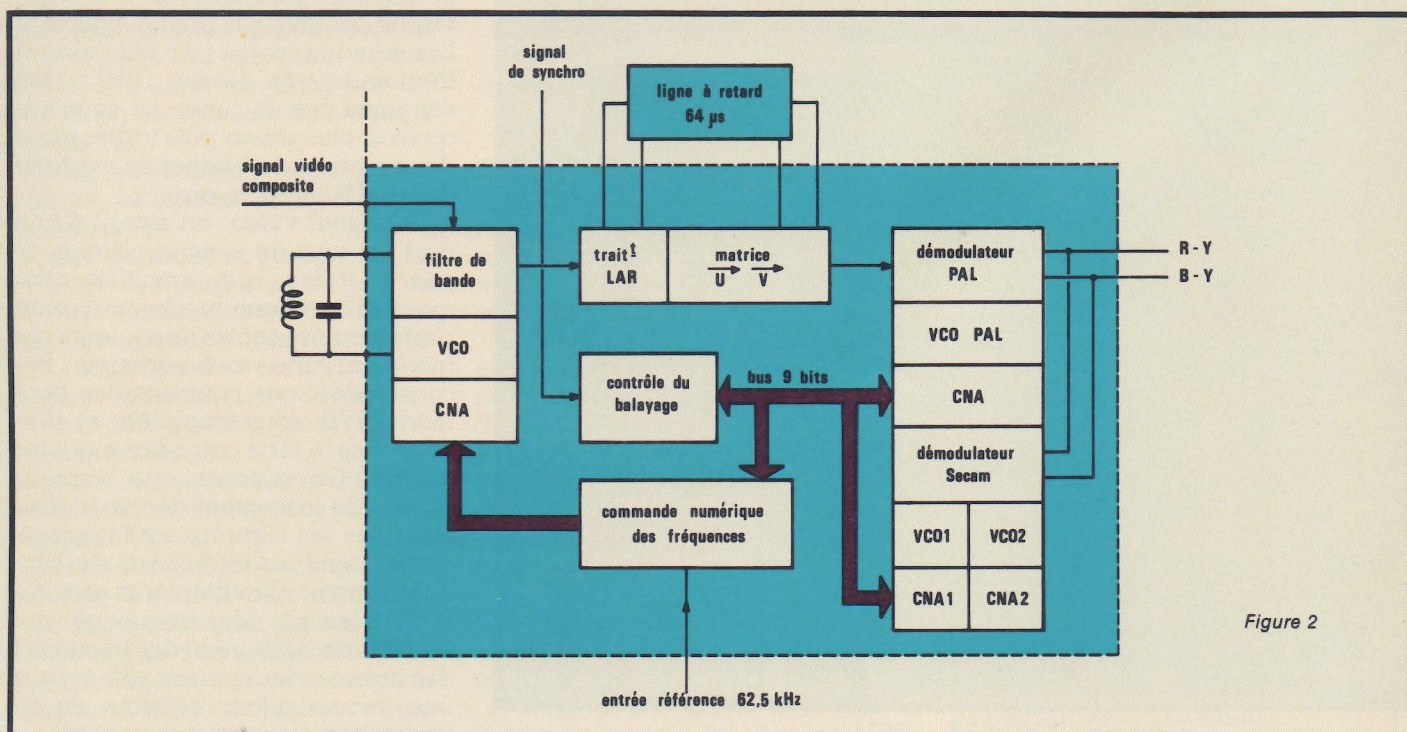 signal
de synchro
ligne à retard
64 µs
signal vidéo
composite
filtre de
bande
VCO
CNA
trait^t
LAR
matrice
U V
démodulateur
PAL
VCO PAL
CNA
démodulateur
Secam
VCO1
VCO2
CNA1
CNA2
R-Y
B-Y
contrôle du
balayage
bus 9 bits
commande numérique
des fréquences
entrée référence 62,5 kHz
Figure 2